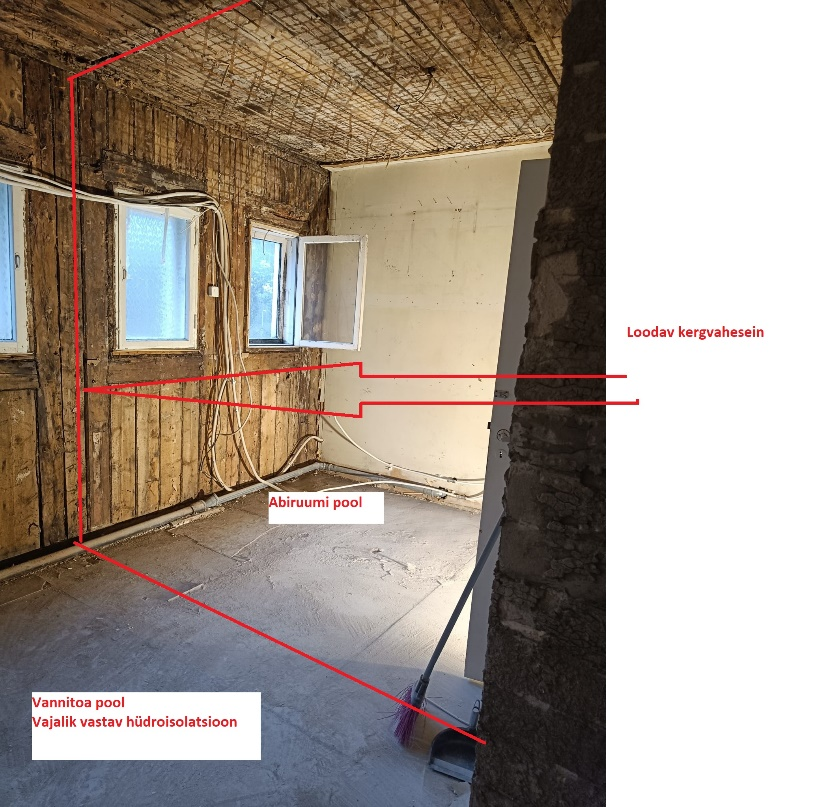 Loodav kergvahesein
Abiruumi pool
Vannitoa pool
Vajalik vastav hüdroisolatsioon